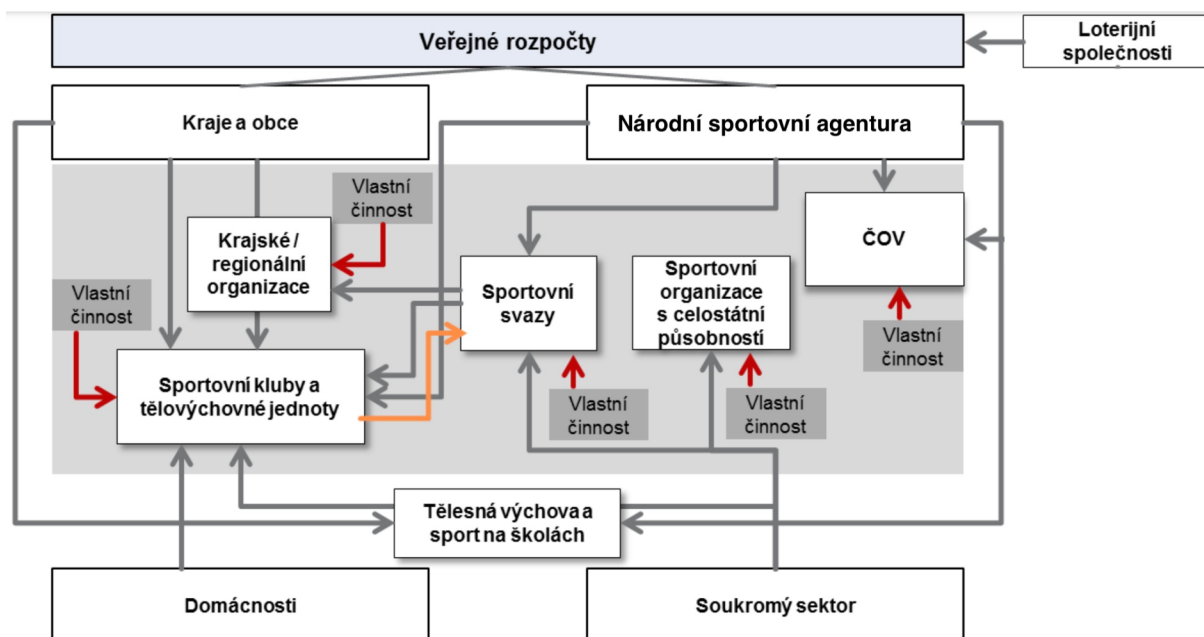 Veřejné rozpočty
Loterijní
společnosti
Kraje a obce
Národní sportovní agentura
Vlastní
činnost
Krajské /
regionální
organizace
ČOV
Sportovní
svazy
Sportovní
organizace
s celostátní
působností
Vlastní
činnost
Vlastní
činnost
Sportovní kluby a
tělovýchovné jednoty
Vlastní
činnost
Vlastní
činnost
Tělesná výchova a
sport na školách
Domácnosti
Soukromý sektor